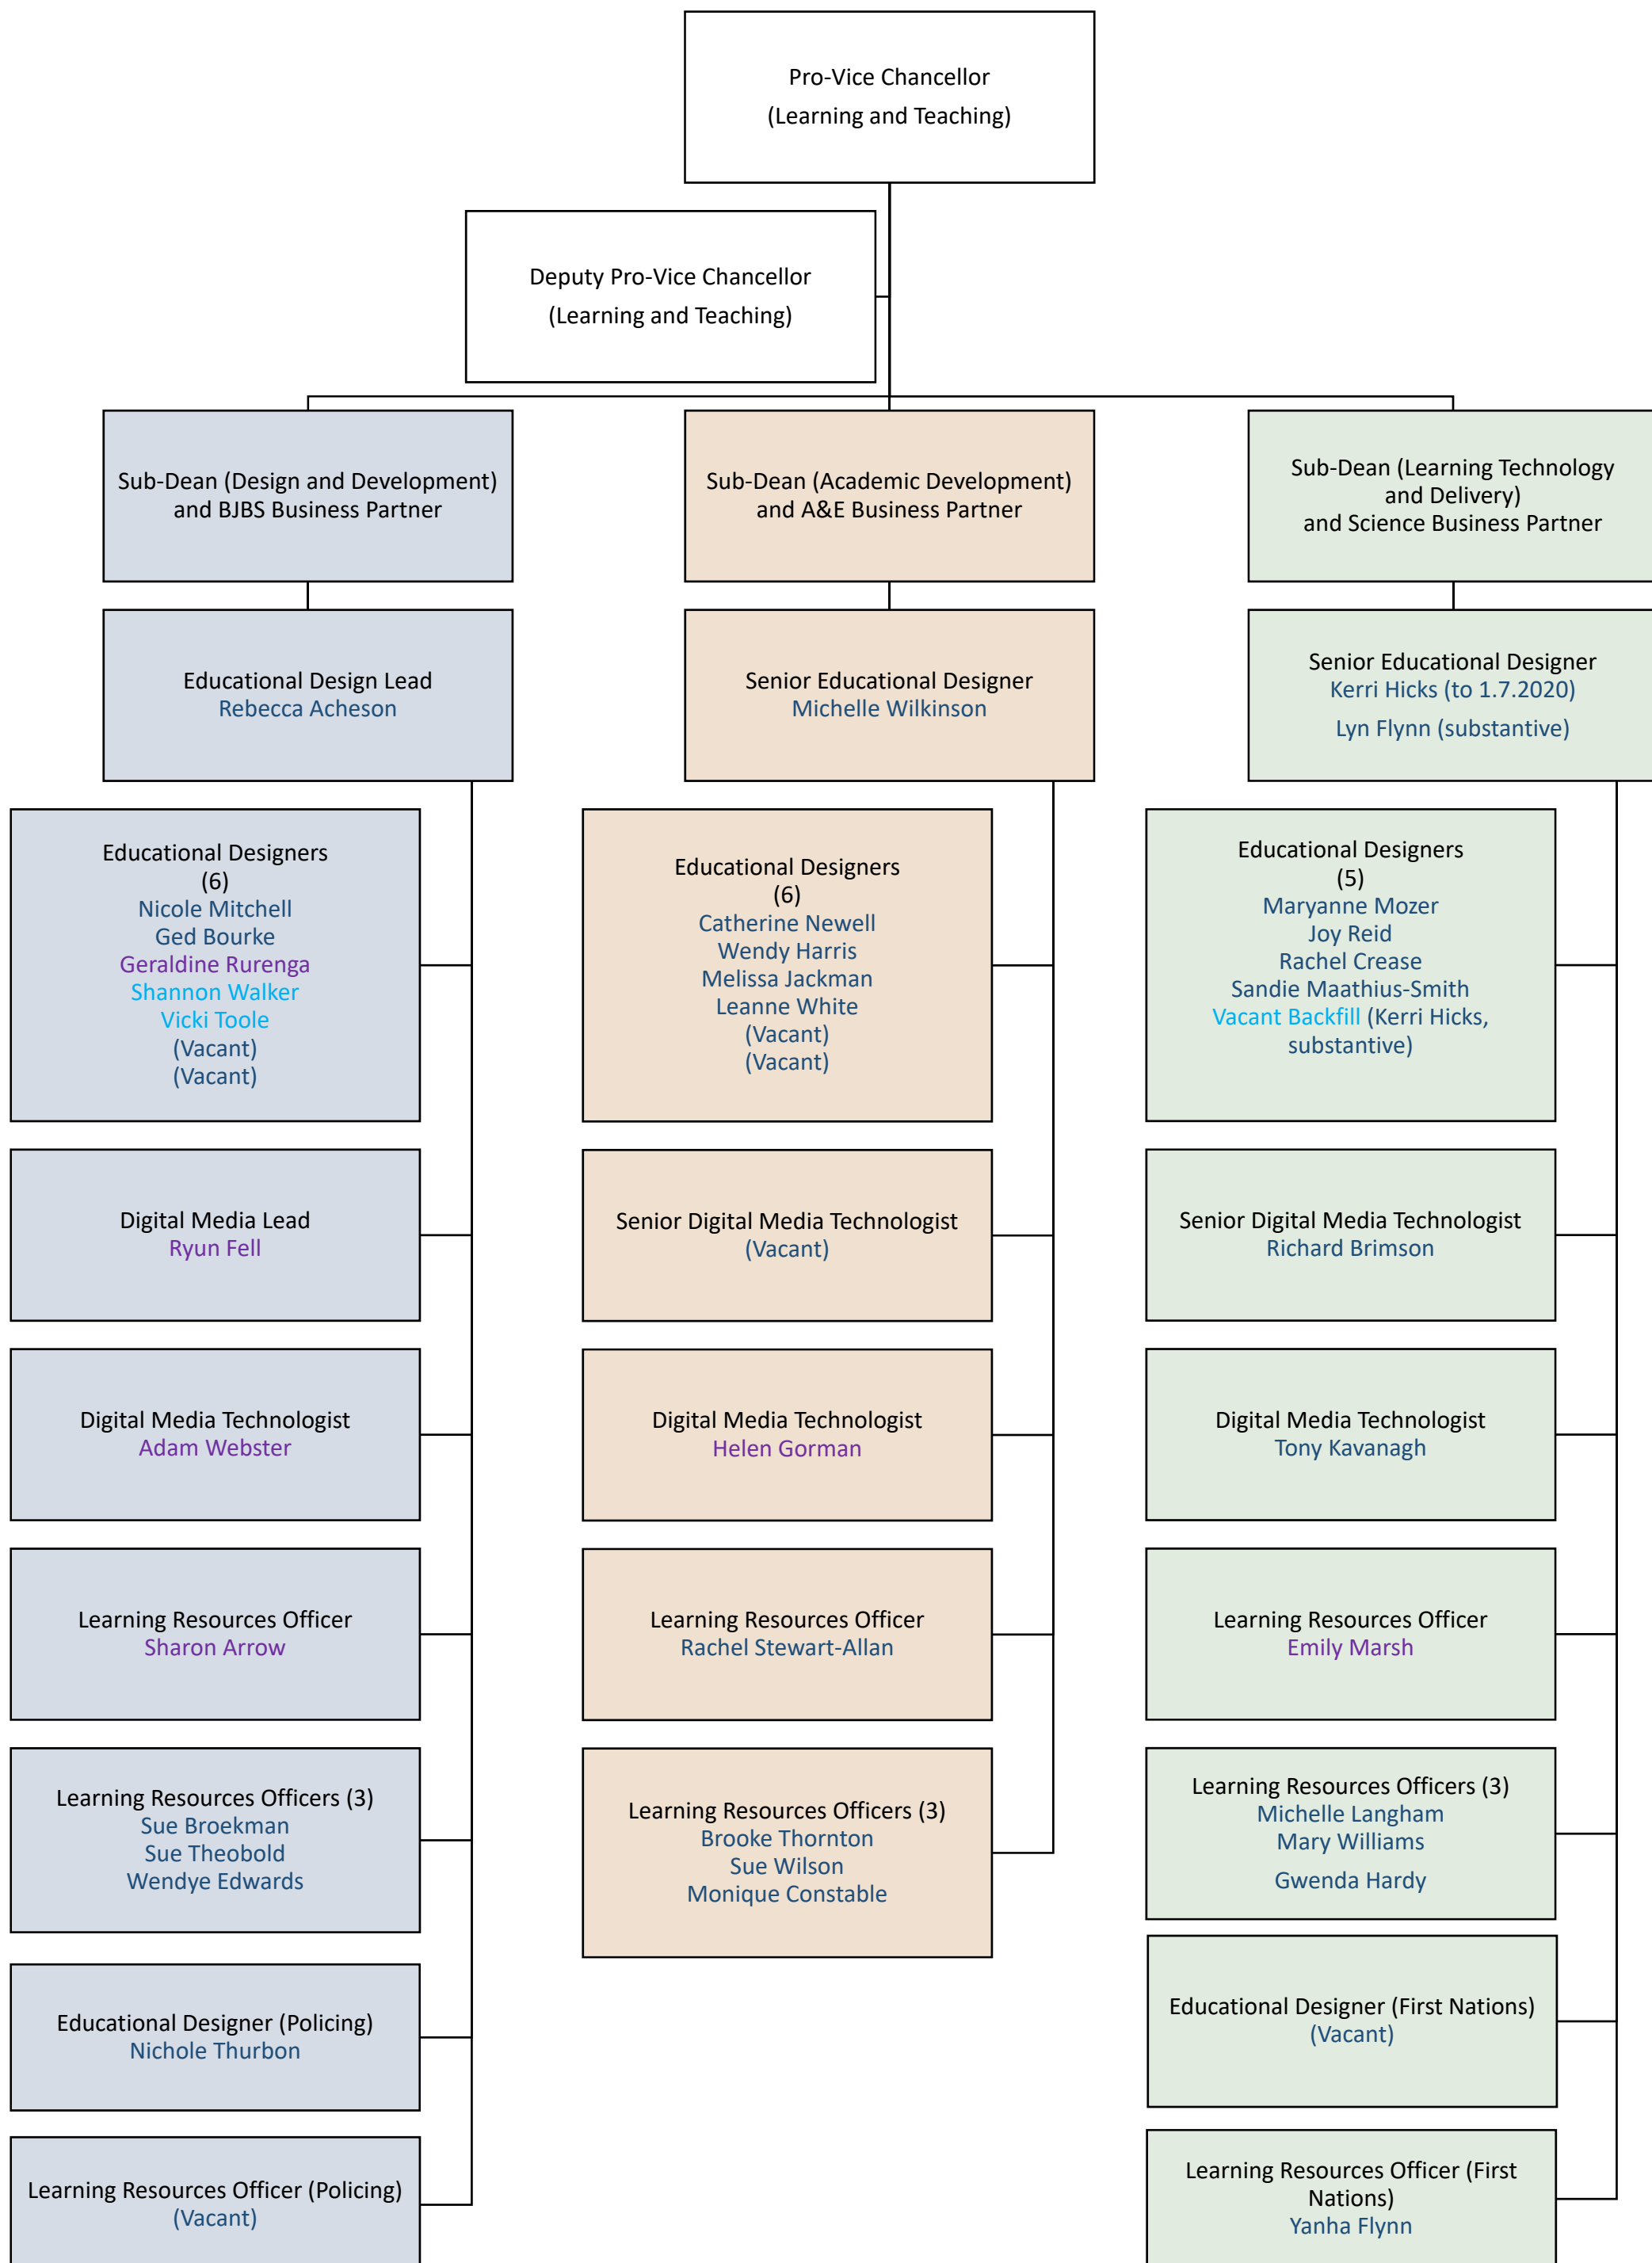 Pro-Vice Chancellor
(Learning and Teaching)
Deputy Pro-Vice Chancellor
(Learning and Teaching)
Sub-Dean (Design and Development)
and BJBS Business Partner
Sub-Dean (Academic Development)
and A&E Business Partner
Sub-Dean (Learning Technology
and Delivery)
and Science Business Partner
Educational Design Lead
Rebecca Acheson
Senior Educational Designer
Michelle Wilkinson
Senior Educational Designer
Kerri Hicks (to 1.7.2020)
Lyn Flynn (substantive)
Educational Designers
(6)
Nicole Mitchell
Ged Bourke
Geraldine Rurenga
Shannon Walker
Vicki Toole
(Vacant)
(Vacant)
Educational Designers
(6)
Catherine Newell
Wendy Harris
Melissa Jackman
Leanne White
(Vacant)
(Vacant)
Educational Designers
(5)
Maryanne Mozer
Joy Reid
Rachel Crease
Sandie Maathius-Smith
Vacant Backfill (Kerri Hicks,
substantive)
Digital Media Lead
Ryun Fell
Senior Digital Media Technologist
(Vacant)
Senior Digital Media Technologist
Richard Brimson
Digital Media Technologist
Adam Webster
Digital Media Technologist
Helen Gorman
Digital Media Technologist
Tony Kavanagh
Learning Resources Officer
Sharon Arrow
Learning Resources Officer
Rachel Stewart-Allan
Learning Resources Officer
Emily Marsh
Learning Resources Officers (3)
Sue Broekman
Sue Theobold
Wendye Edwards
Learning Resources Officers (3)
Brooke Thornton
Sue Wilson
Monique Constable
Learning Resources Officers (3)
Michelle Langham
Mary Williams
Gwenda Hardy
Educational Designer (Policing)
Nichole Thurbon
Educational Designer (First Nations)
(Vacant)
Learning Resources Officer (Policing)
(Vacant)
Learning Resources Officer (First
Nations)
Yanha Flynn